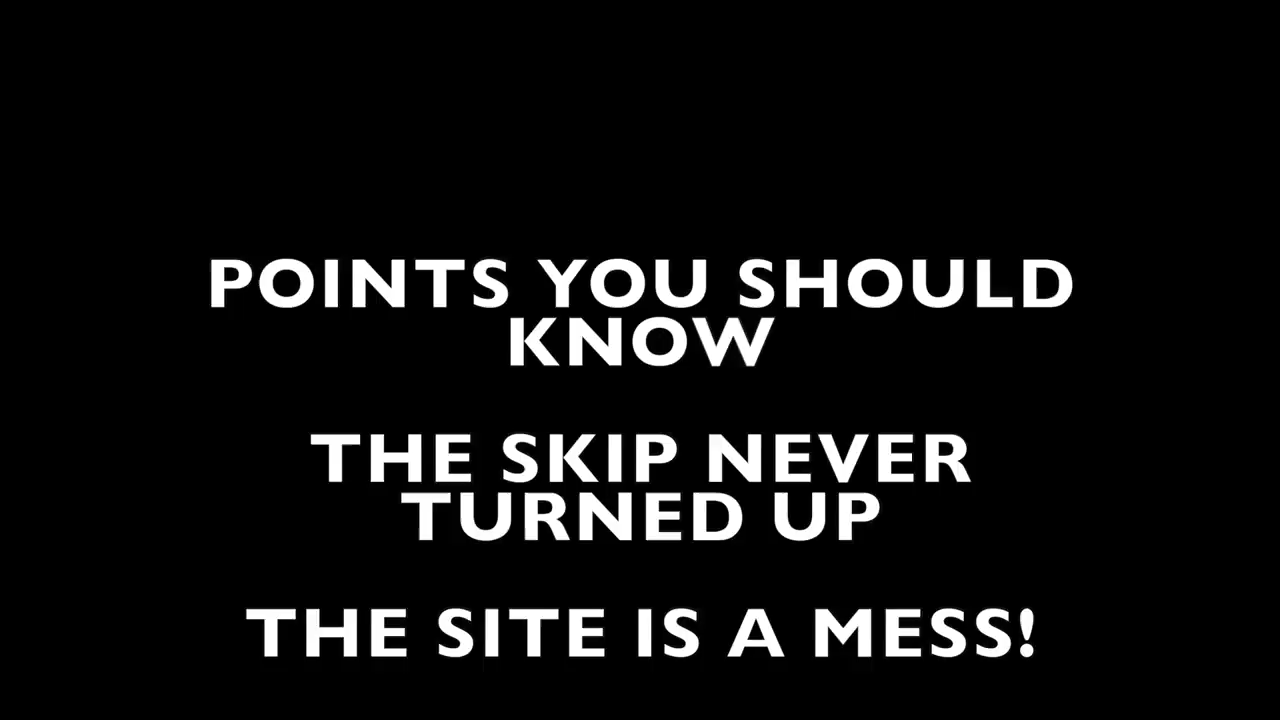 POINTS YOU SHOULD
KNOW
THE SKIP NEVER
TURNED UP
THE SITE IS A MESS!